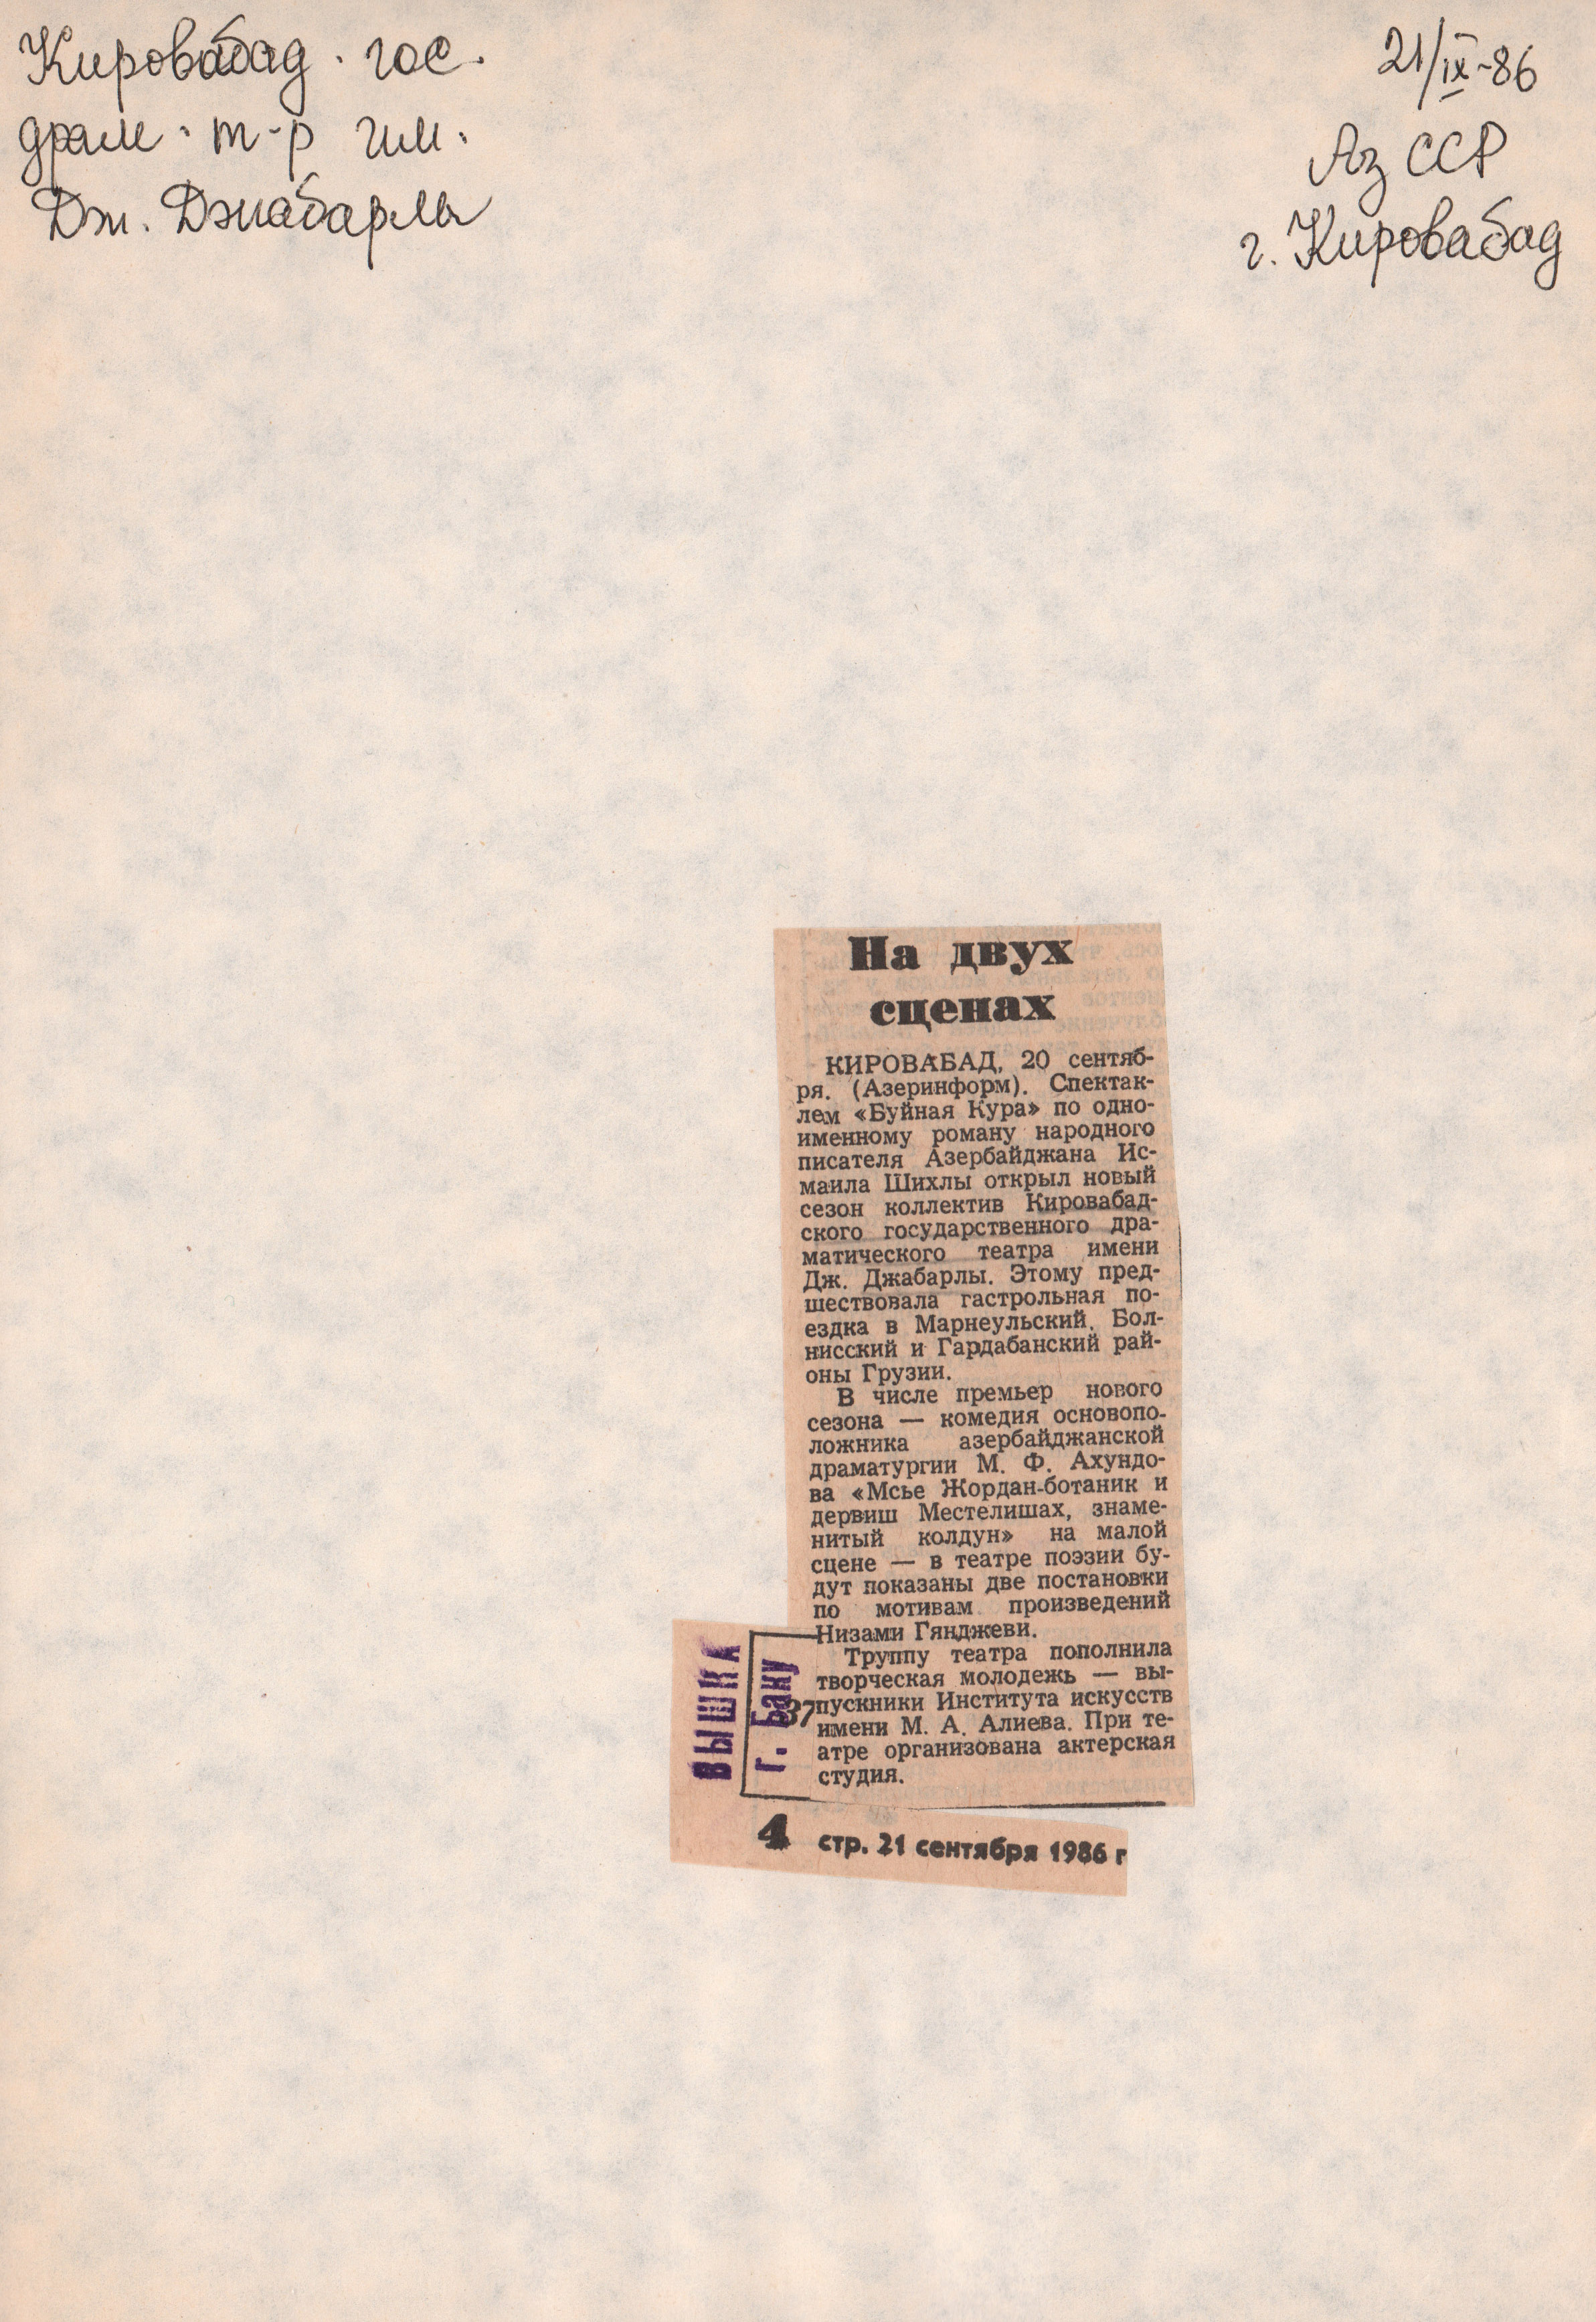 Кировабад. гос.
драм. т-р им.
Дж. Джабарлы
21/IX-86
Аз ССР
г. Кировабад
На двух
сценах
КИРОВАБАД, 20 сентяб-
ря. (Азеринформ). Спектак-
лем «Буйная Кура» по одно-
именному роману народного
писателя Азербайджана Ис-
маила Шихлы открыл новый
сезон коллектив Кировабад-
ского государственного дра-
матического театра имени
Дж. Джабарлы. Этому пред-
шествовала гастрольная по-
ездка в Марнеульский, Бол-
нисский и Гардабанский рай-
оны Грузии.
В числе премьер нового
сезона — комедия осново­по-
ложника азербайджанской
драматургии М. Ф. Ахундо-
ва «Мсье Жордан-ботаник и
дервиш Местелишах, знаме-
нитый колдун» на малой
сцене — в театре поэзии бу-
дут показаны две постановки
по мотивам произведений
Низами Гянджеви.
Труппу театра пополнила
творческая молодежь — вы-
пускники Института искусств
имени М. А. Алиева. При те-
атре организована актерская
студия.
ВЫШКА
г. Баку
37
4 стр. 21 сентября 1986 г